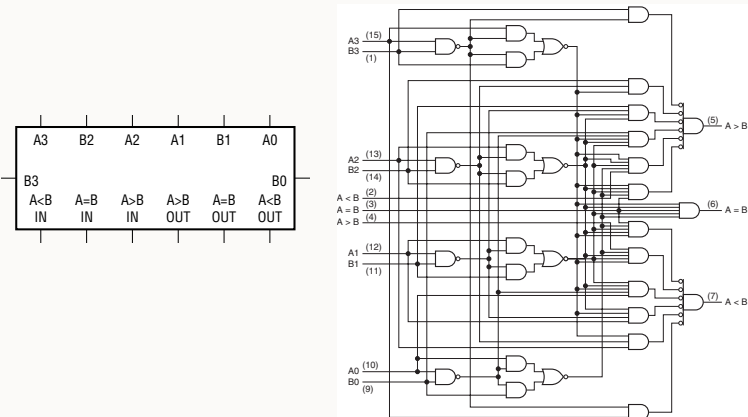 A3 B2 A2 A1 B1 A0
B3 B0
A<B A=B A>B A>B A=B A<B
IN IN IN OUT OUT OUT
A3 (15)
B3
(1)
A2 (13)
B2
(14)
A < B (2)
A = B (3)
A > B (4)
A1 (12)
B1
(11)
A0 (10)
B0
(9)
(5) A > B
(6) A = B
(7) A < B